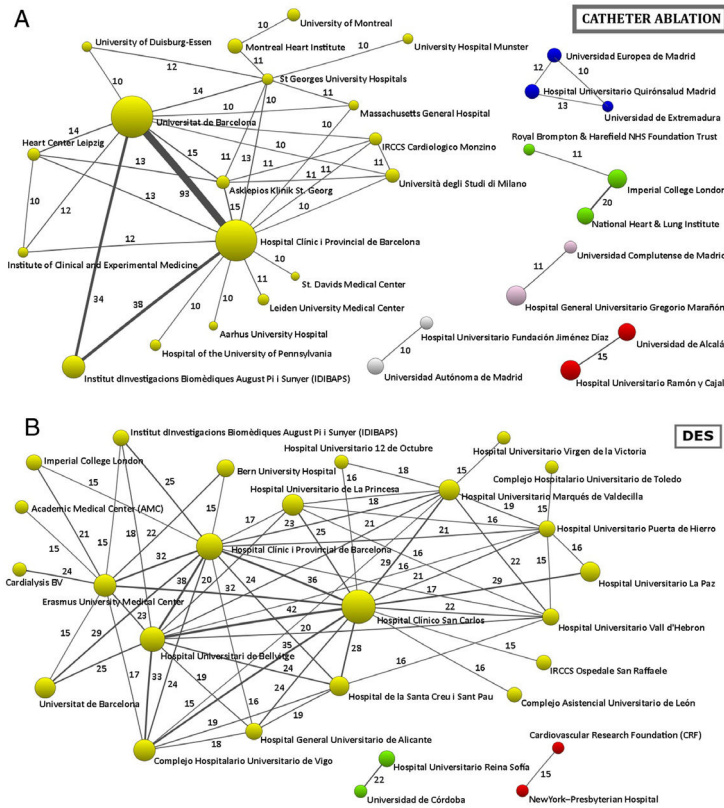 A
CATHETER ABLATION
University of Montreal
10
University of Duisburg-Essen
Montreal Heart Institute
10
University Hospital Munster
12
11
10
St Georges University Hospitals
Universidad Europea de Madrid
12
10
Hospital Universitario Quirónsalud Madrid
13
Universidad de Extremadura
14
11
10
Massachusetts General Hospital
Universitat de Barcelona
10
13
10
10
14
Heart Center Leipzig
15
11
11
IRCCS Cardiologico Monzino
11
Royal Brompton & Harefield NHS Foundation Trust
11
Imperial College London
20
National Heart & Lung Institute
13
11
11
Università degli Studi di Milano
Asklepios Klinik St. Georg
93
13
15
10
10
10
12
12
Hospital Clínic i Provincial de Barcelona
Institute of Clinical and Experimental Medicine
Universidad Complutense de Madrid
11
Hospital General Universitario Gregorio Marañón
10
St. Davids Medical Center
11
Leiden University Medical Center
34
38
10
10
Aarhus University Hospital
Hospital of the University of Pennsylvania
Institut dInvestigacions Biomèdiques August Pi i Sunyer (IDIBAPS)
Hospital Universitario Fundación Jiménez Díaz
10
Universidad Autónoma de Madrid
Universidad de Alcalá
15
Hospital Universitario Ramón y Cajal
B
DES
Institut dInvestigacions Biomèdiques August Pi i Sunyer (IDIBAPS)
Hospital Universitario 12 de Octubre
Hospital Universitario Virgen de la Victoria
Imperial College London
Bern University Hospital
15
25
16
18
15
Complejo Hospitalario Universitario de Toledo
Hospital Universitario de La Princesa
Hospital Universitario Marqués de Valdecilla
Academic Medical Center (AMC)
15
21
18
22
15
17
23
18
19
15
25
21
16
Hospital Universitario Puerta de Hierro
15
32
Hospital Clínic i Provincial de Barcelona
Cardialysis BV
24
Erasmus University Medical Center
38
20
24
32
36
29
16
16
21
17
29
22
15
16
Hospital Universitario La Paz
Hospital Clinico San Carlos
23
42
20
22
Hospital Universitario Vall d'Hebron
15
29
Hospital Universitari de Bellvitge
35
28
15
IRCCS Ospedale San Raffaele
25
17
33
24
24
24
19
16
16
16
Universitat de Barcelona
Hospital de la Santa Creu i Sant Pau
Complejo Asistencial Universitario de León
15
19
19
18
Hospital General Universitario de Alicante
Complejo Hospitalario Universitario de Vigo
Cardiovascular Research Foundation (CRF)
Hospital Universitario Reina Sofía
22
Universidad de Córdoba
15
NewYork–Presbyterian Hospital